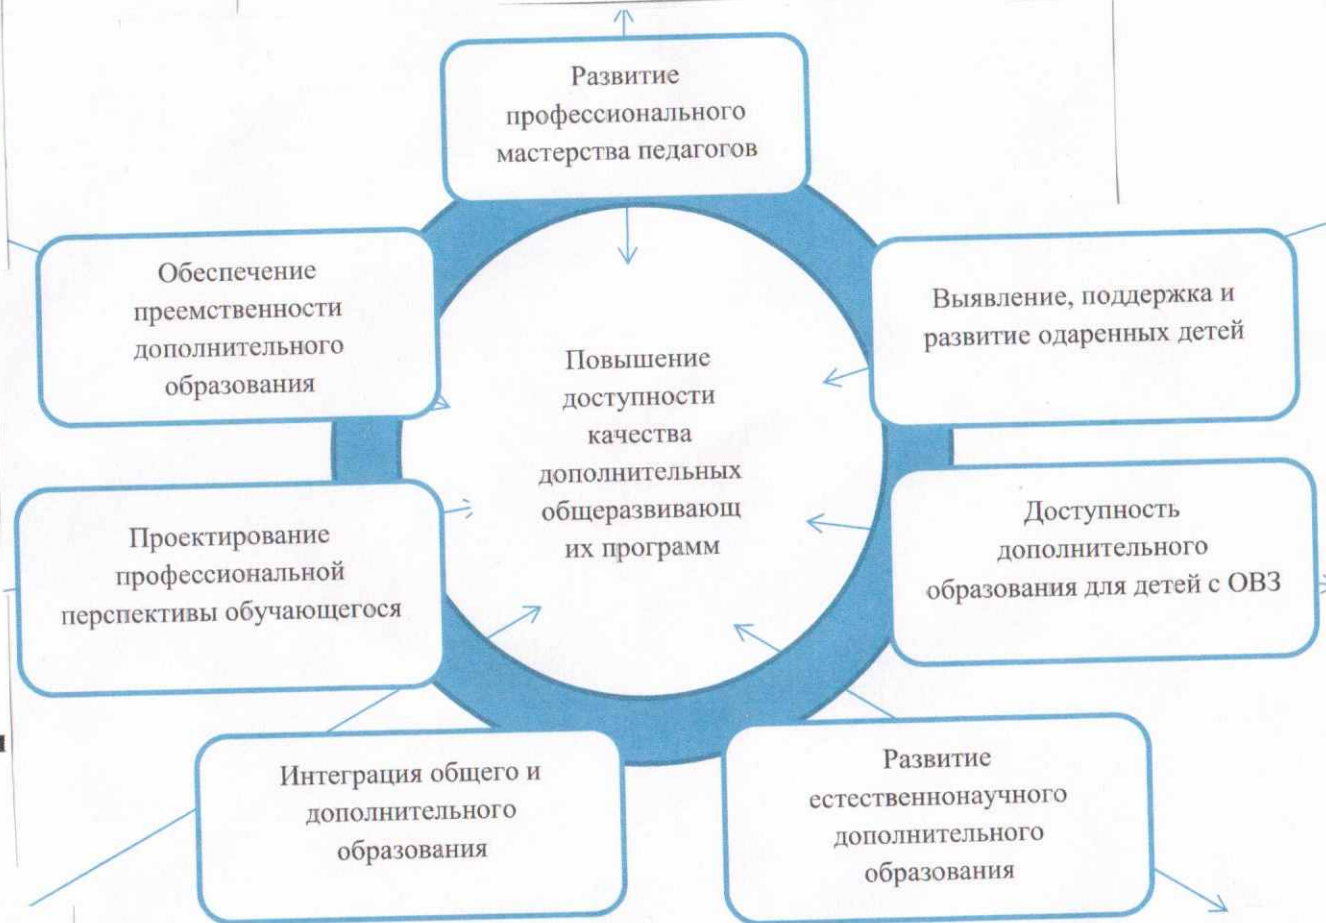 Развитие
профессионального
мастерства педагогов
Обеспечение
преемственности
дополнительного
образования
Выявление, поддержка и
развитие одаренных детей
Повышение
доступности
качества
дополнительных
общеразвивающ
их программ
Проектирование
профессиональной
перспективы обучающегося
Доступность
дополнительного
образования для детей с ОВЗ
Интеграция общего и
дополнительного
образования
Развитие
естественнонаучного
дополнительного
образования